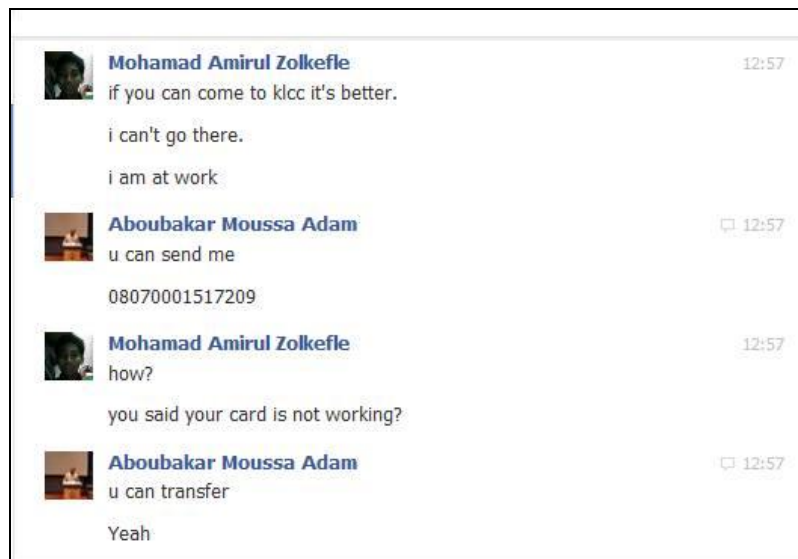 Mohamad Amirul Zolkefle 12:57
if you can come to klcc it's better.
i can't go there.
i am at work
Aboubakar Moussa Adam 12:57
u can send me
08070001517209
Mohamad Amirul Zolkefle 12:57
how?
you said your card is not working?
Aboubakar Moussa Adam 12:57
u can transfer
Yeah